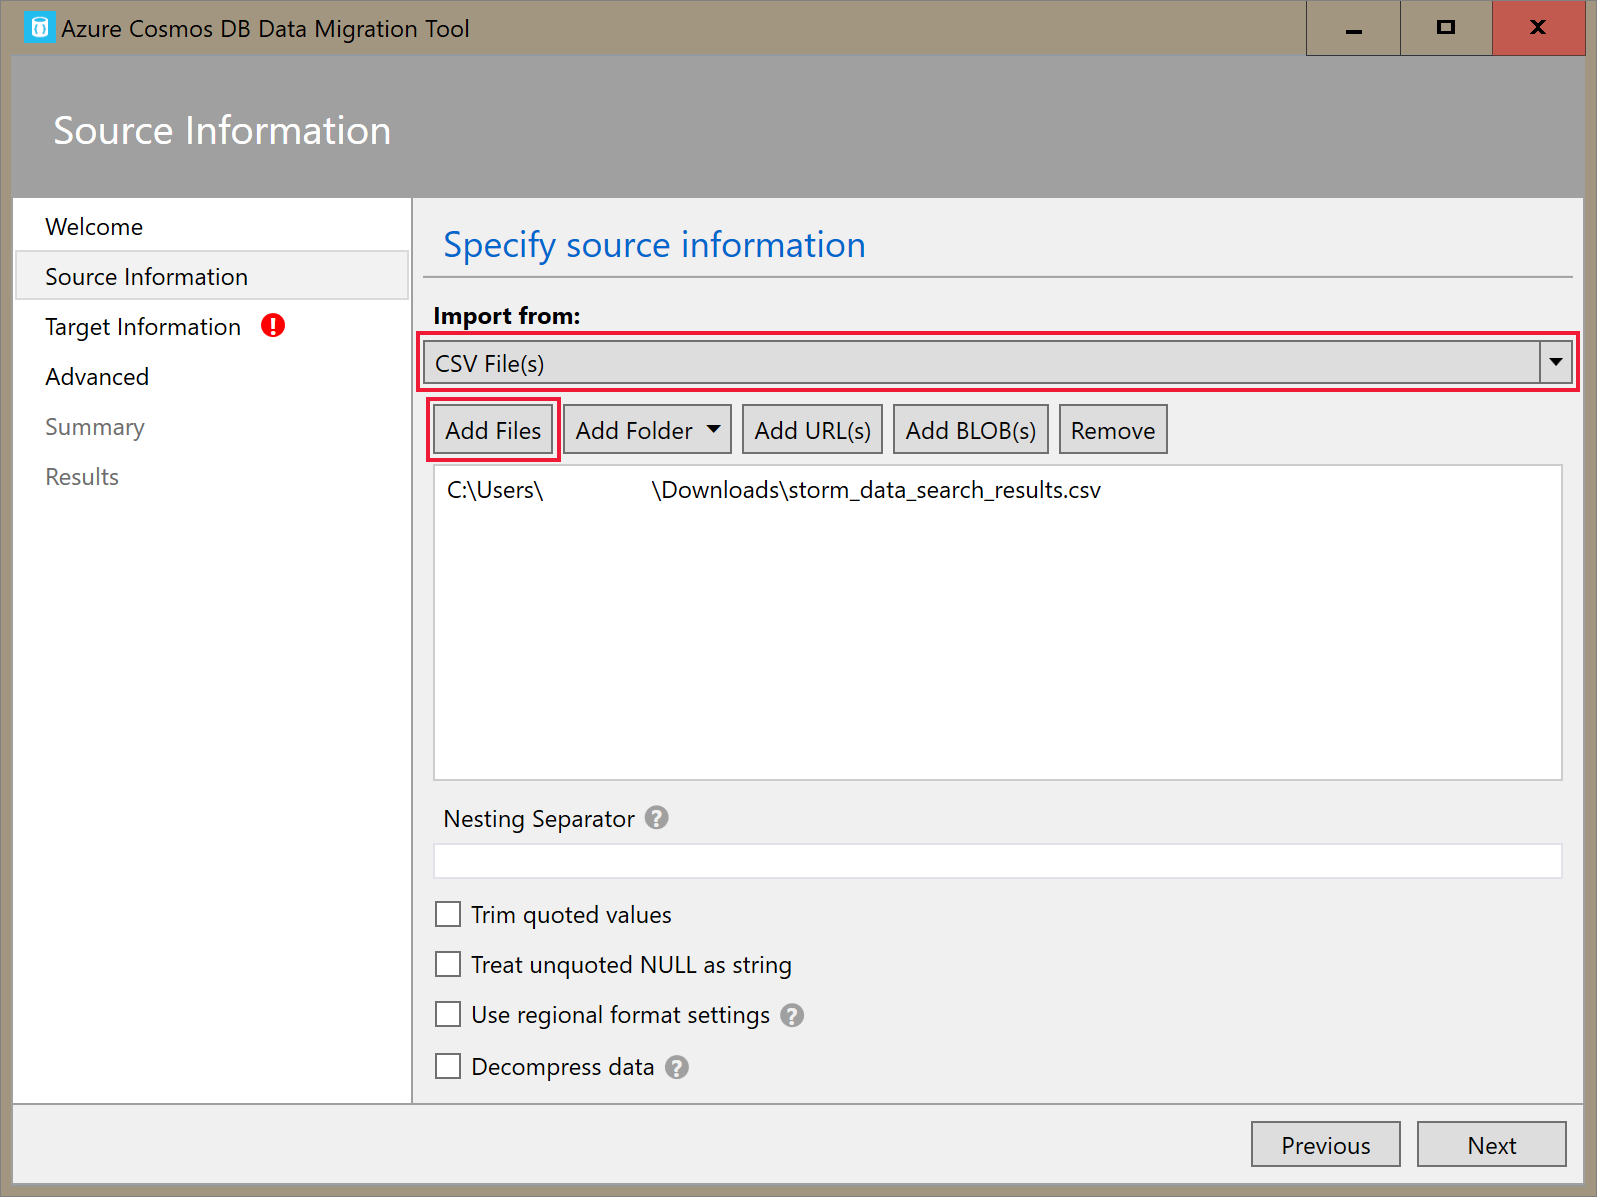 Azure Cosmos DB Data Migration Tool
Source Information
Welcome
Source Information
Target Information
Advanced
Summary
Results
Specify source information
Import from:
CSV File(s)
Add Files Add Folder Add URL(s) Add BLOB(s) Remove
C:\Users\ \Downloads\storm_data_search_results.csv
Nesting Separator ?
Trim quoted values
Treat unquoted NULL as string
Use regional format settings ?
Decompress data ?
Previous Next